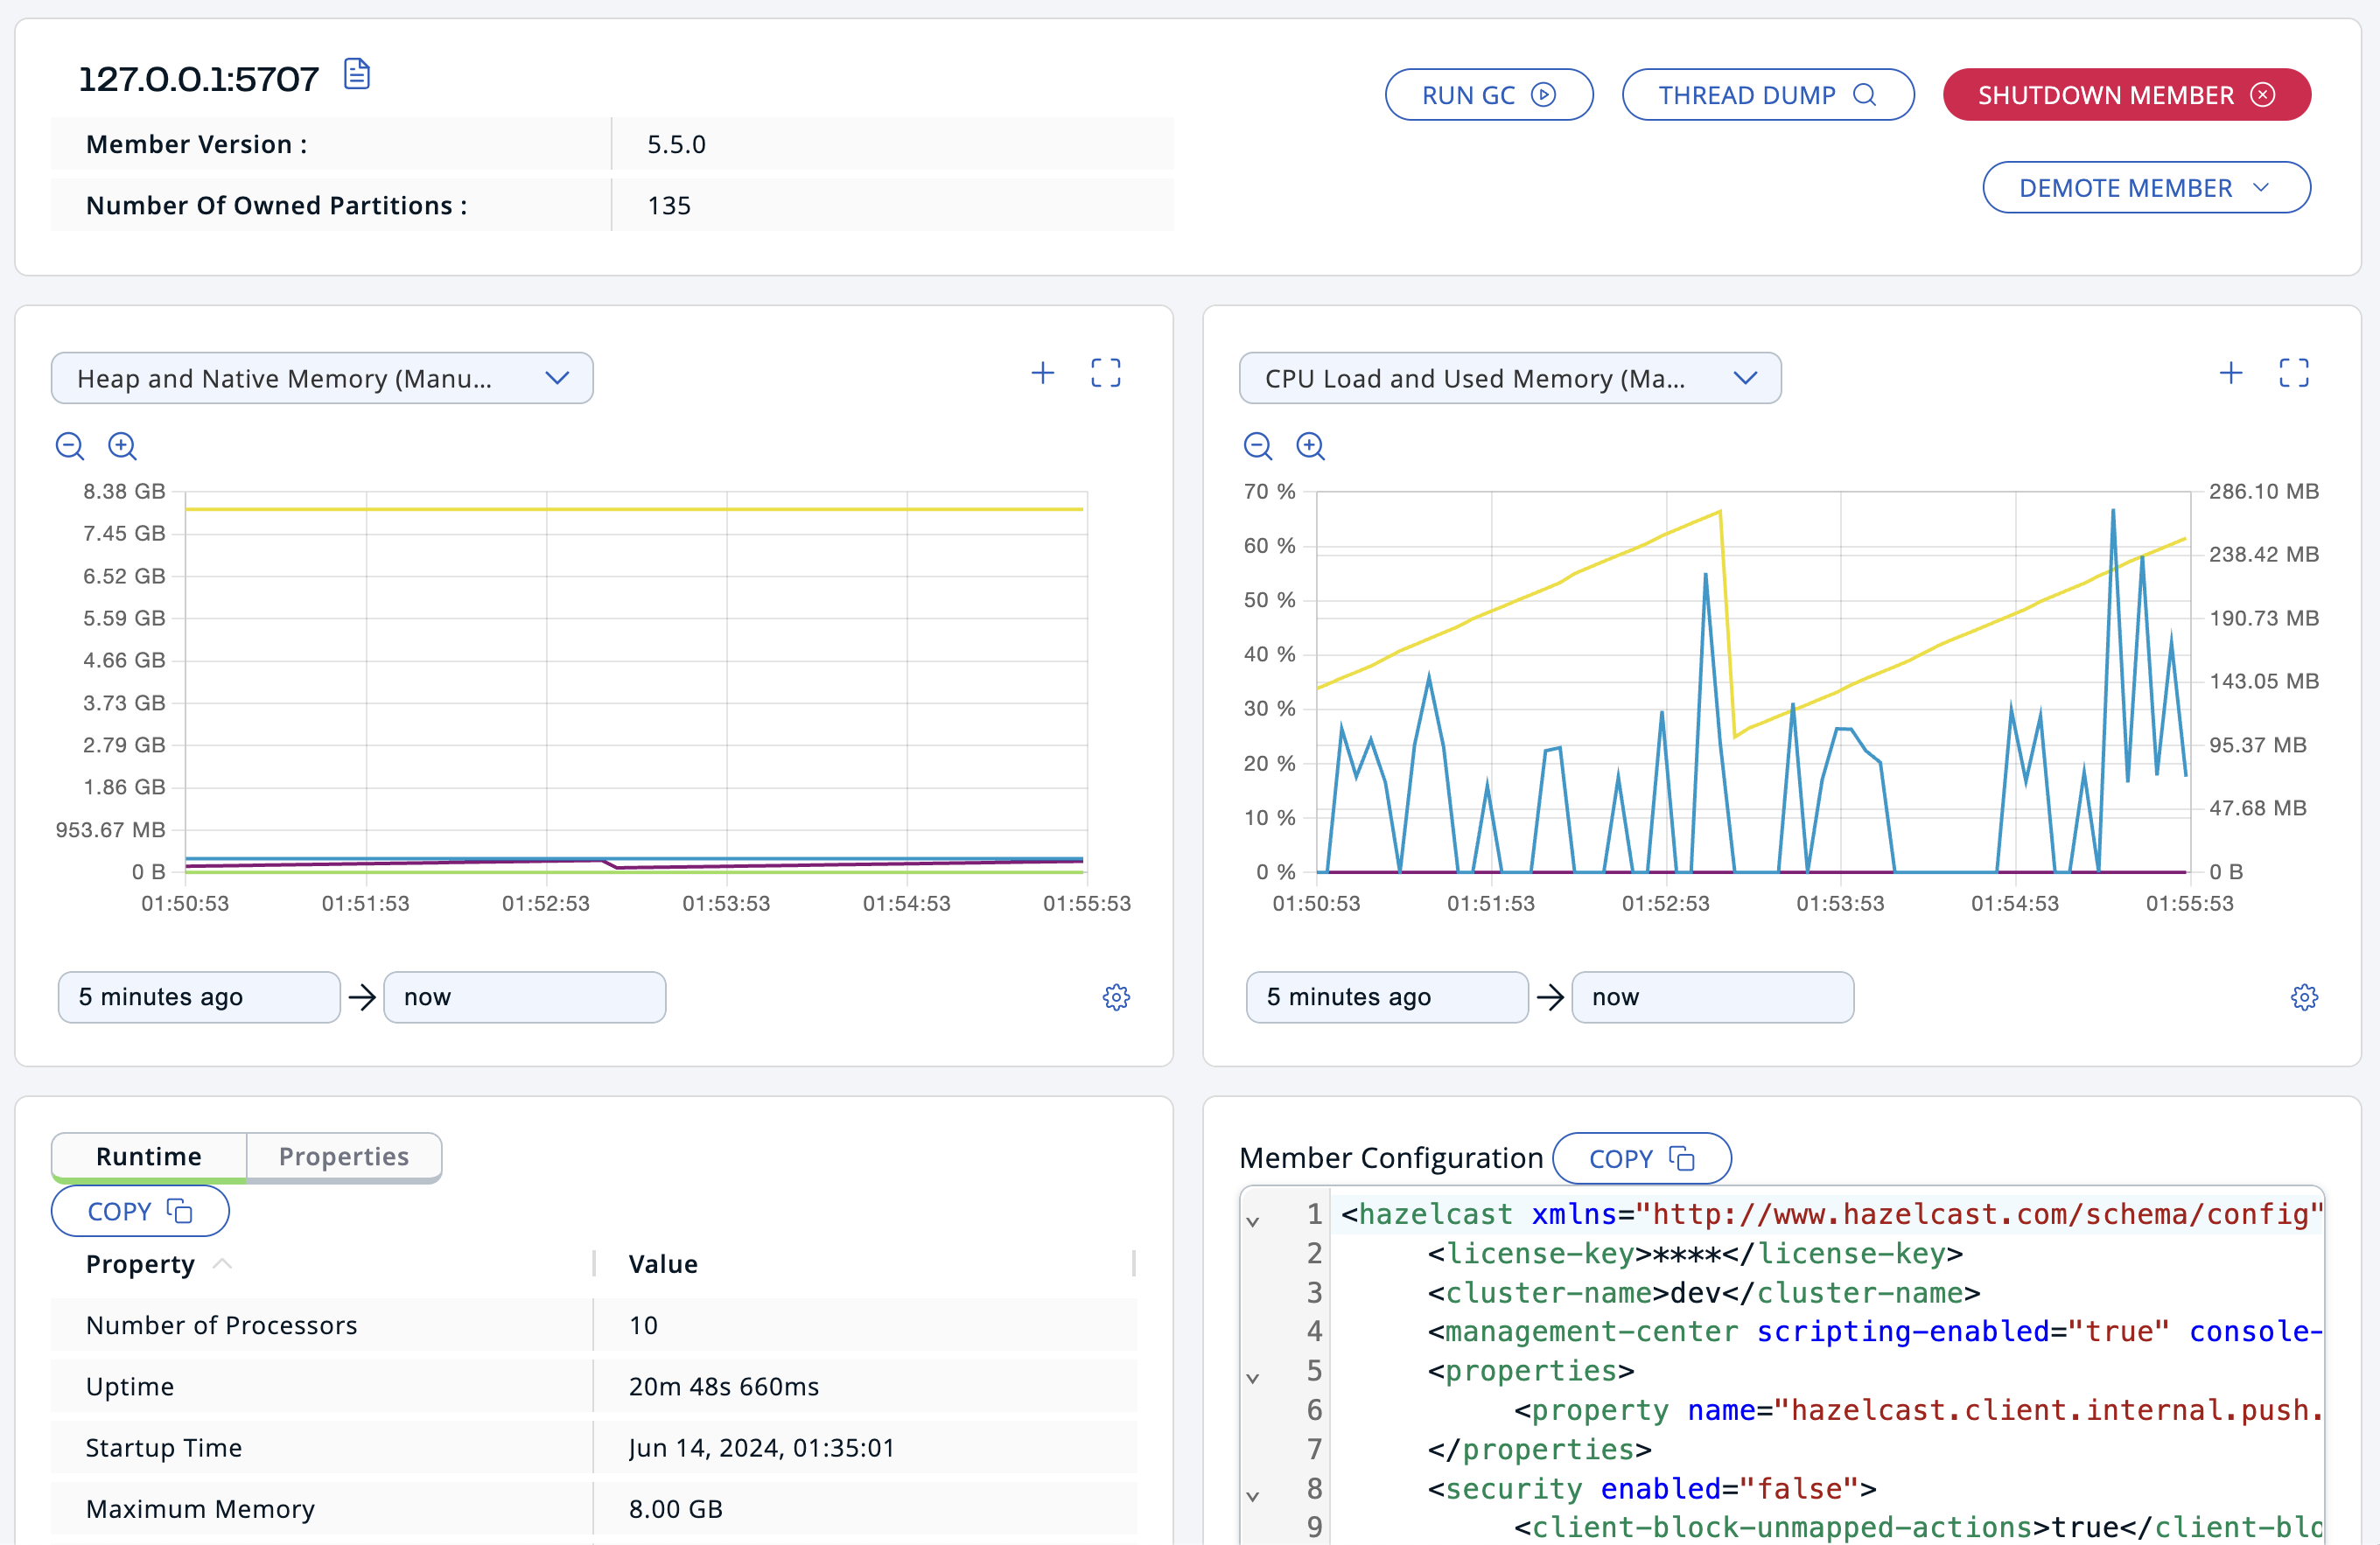 127.0.0.1:5707
RUN GC
THREAD DUMP
SHUTDOWN MEMBER
Member Version : 5.5.0
DEMOTE MEMBER
Number Of Owned Partitions : 135
Heap and Native Memory (Manu...
8.38 GB
7.45 GB
6.52 GB
5.59 GB
4.66 GB
3.73 GB
2.79 GB
1.86 GB
953.67 MB
0 B
01:50:53 01:51:53 01:52:53 01:53:53 01:54:53 01:55:53
5 minutes ago now
CPU Load and Used Memory (Ma...
70 % 286.10 MB
60 % 238.42 MB
50 % 190.73 MB
40 % 143.05 MB
30 % 95.37 MB
20 % 47.68 MB
10 % 0 B
0 %
01:50:53 01:51:53 01:52:53 01:53:53 01:54:53 01:55:53
5 minutes ago now
Runtime Properties
COPY
Property Value
Number of Processors 10
Uptime 20m 48s 660ms
Startup Time Jun 14, 2024, 01:35:01
Maximum Memory 8.00 GB
Member Configuration COPY
1 <hazelcast xmlns="http://www.hazelcast.com/schema/config"
2 <license-key>****</license-key>
3 <cluster-name>dev</cluster-name>
4 <management-center scripting-enabled="true" console-
5 <properties>
6 <property name="hazelcast.client.internal.push.
7 </properties>
8 <security enabled="false">
9 <client-block-unmapped-actions>true</client-blo